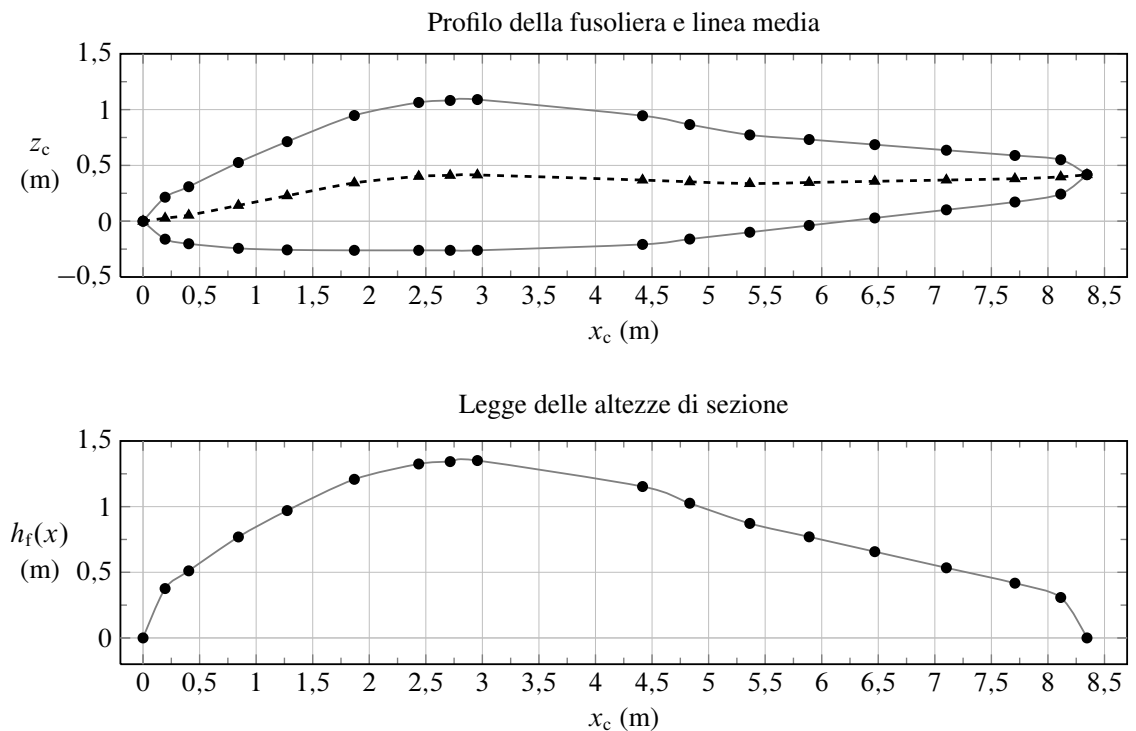 Profilo della fusoliera e linea media
1,5
1
0,5
0
−0,5
z_c
(m)
0 0,5 1 1,5 2 2,5 3 3,5 4 4,5 5 5,5 6 6,5 7 7,5 8 8,5
x_c (m)
Legge delle altezze di sezione
1,5
1
0,5
0
h_f(x)
(m)
0 0,5 1 1,5 2 2,5 3 3,5 4 4,5 5 5,5 6 6,5 7 7,5 8 8,5
x_c (m)